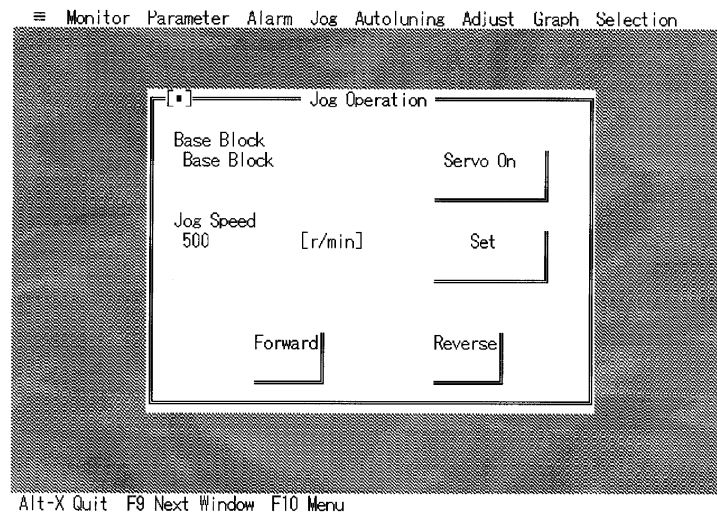 ≡ Monitor Parameter Alarm Jog Autoluning Adjust Graph Selection
[▪] Jog Operation
Base Block
Base Block
Servo On
Jog Speed
500 [r/min]
Set
Forward Reverse
Alt-X Quit F9 Next Window F10 Menu